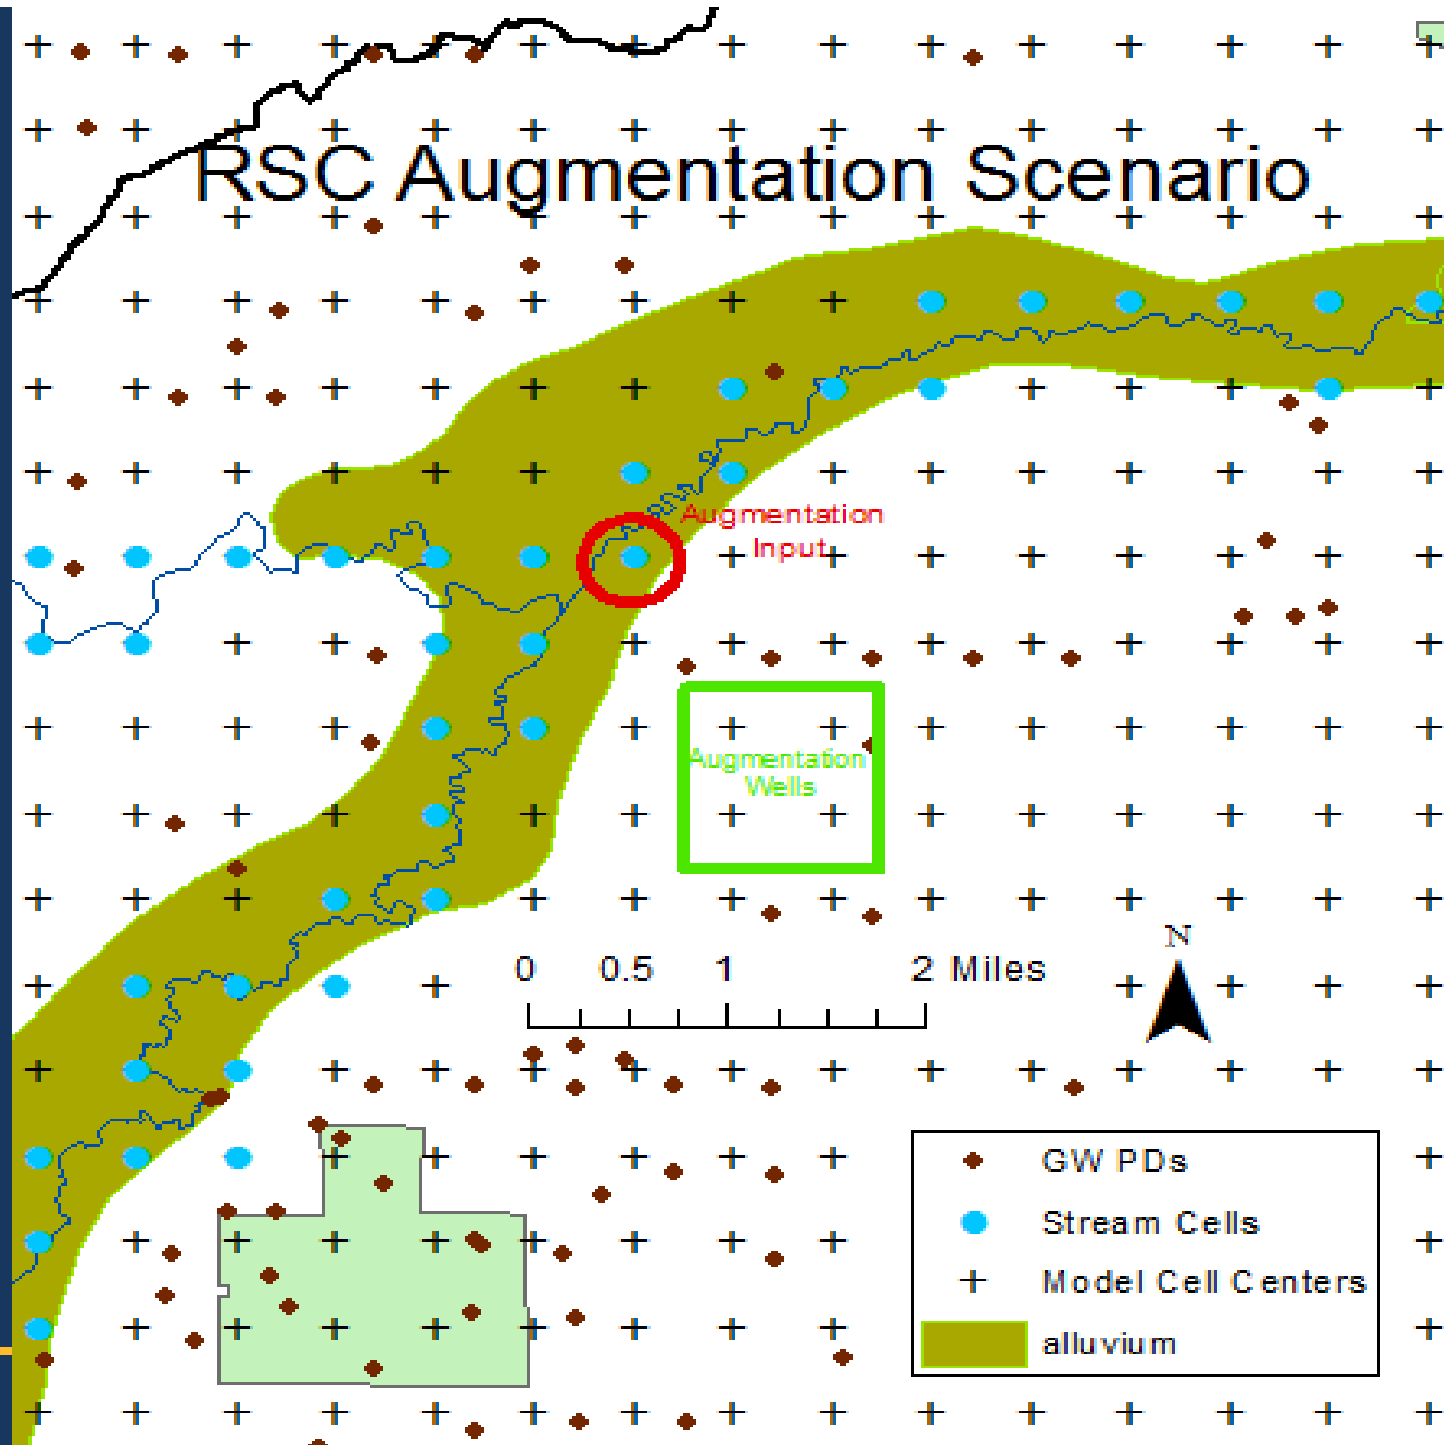 RSC Augmentation Scenario
Augmentation
Input
Augmentation
Wells
N
0 0.5 1 2 Miles
GW PDs
Stream Cells
Model Cell Centers
alluvium